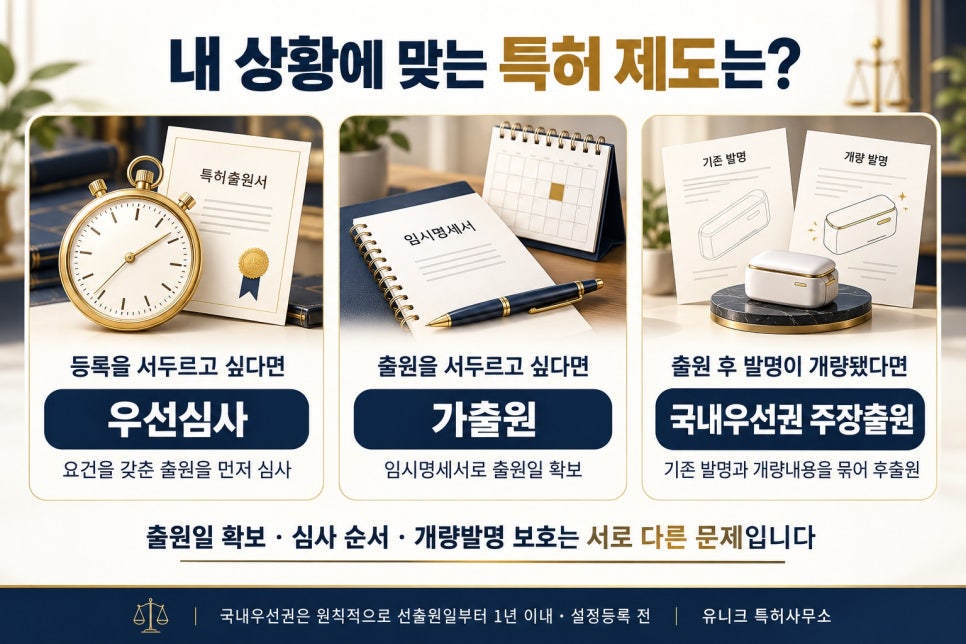 내 상황에 맞는 특허 제도는?
특허출원서
등록을 서두르고 싶다면
우선심사
요건을 갖춘 출원을 먼저 심사
임시명세서
출원을 서두르고 싶다면
가출원
임시명세서로 출원일 확보
기존 발명
개량 발명
출원 후 발명이 개량됐다면
국내우선권 주장출원
기존 발명과 개량내용을 묶어 후출원
출원일 확보 · 심사 순서 · 개량발명 보호는 서로 다른 문제입니다
국내우선권은 원칙적으로 선출원일부터 1년 이내 · 설정등록 전 | 유니크 특허사무소